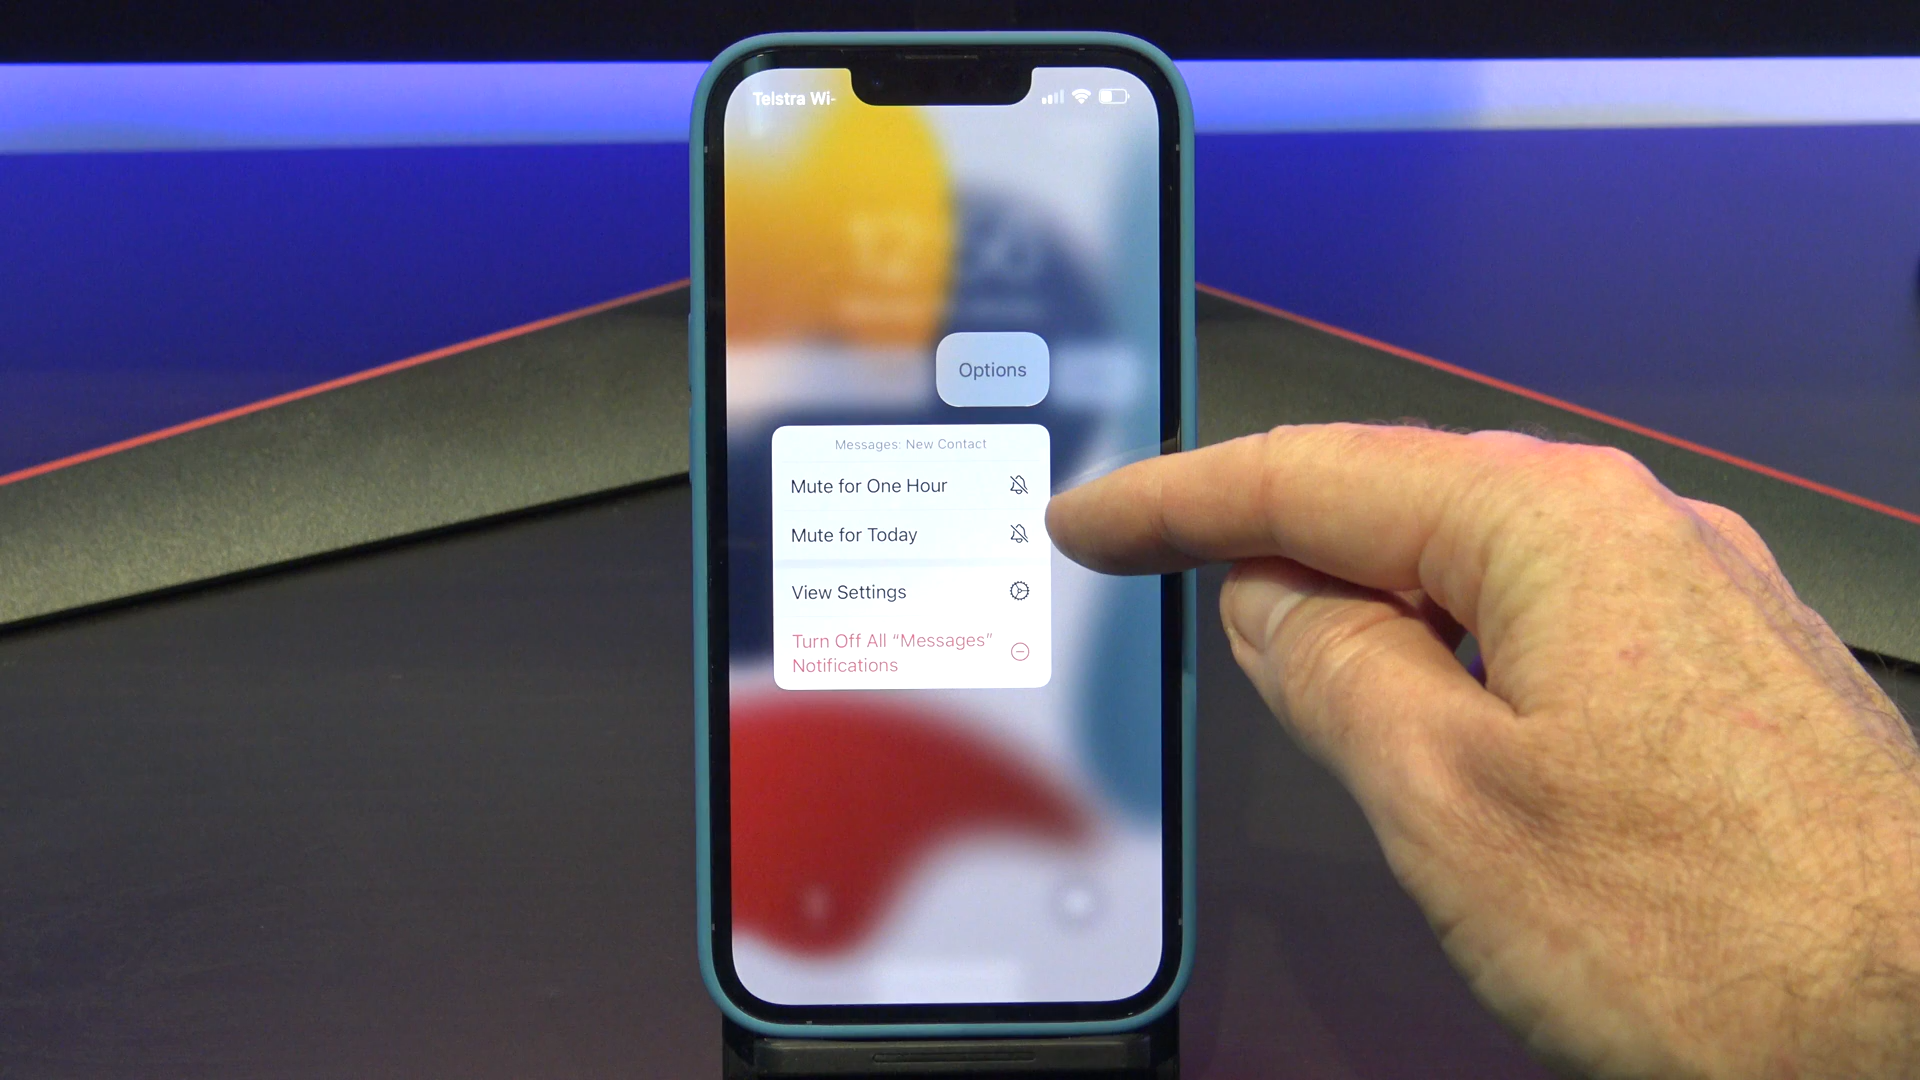 Telstra Wi-
Options
Messages: New Contact
Mute for One Hour
Mute for Today
View Settings
Turn Off All “Messages”
Notifications